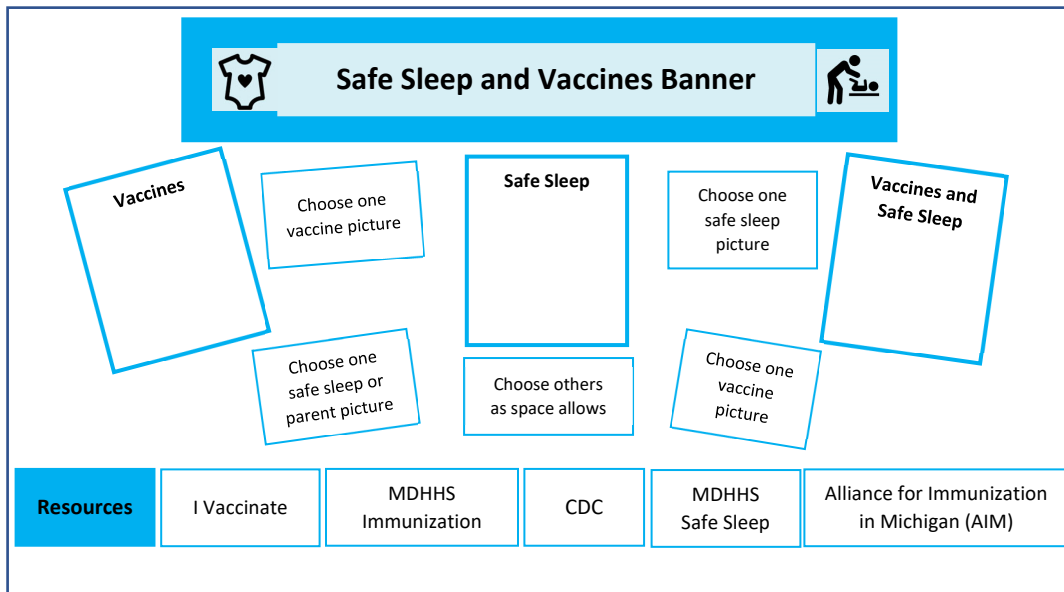 Safe Sleep and Vaccines Banner
Vaccines
Choose one
vaccine picture
Safe Sleep
Choose one
safe sleep
picture
Vaccines and
Safe Sleep
Choose one
safe sleep or
parent picture
Choose others
as space allows
Choose one
vaccine
picture
Resources
I Vaccinate
MDHHS
Immunization
CDC
MDHHS
Safe Sleep
Alliance for Immunization
in Michigan (AIM)